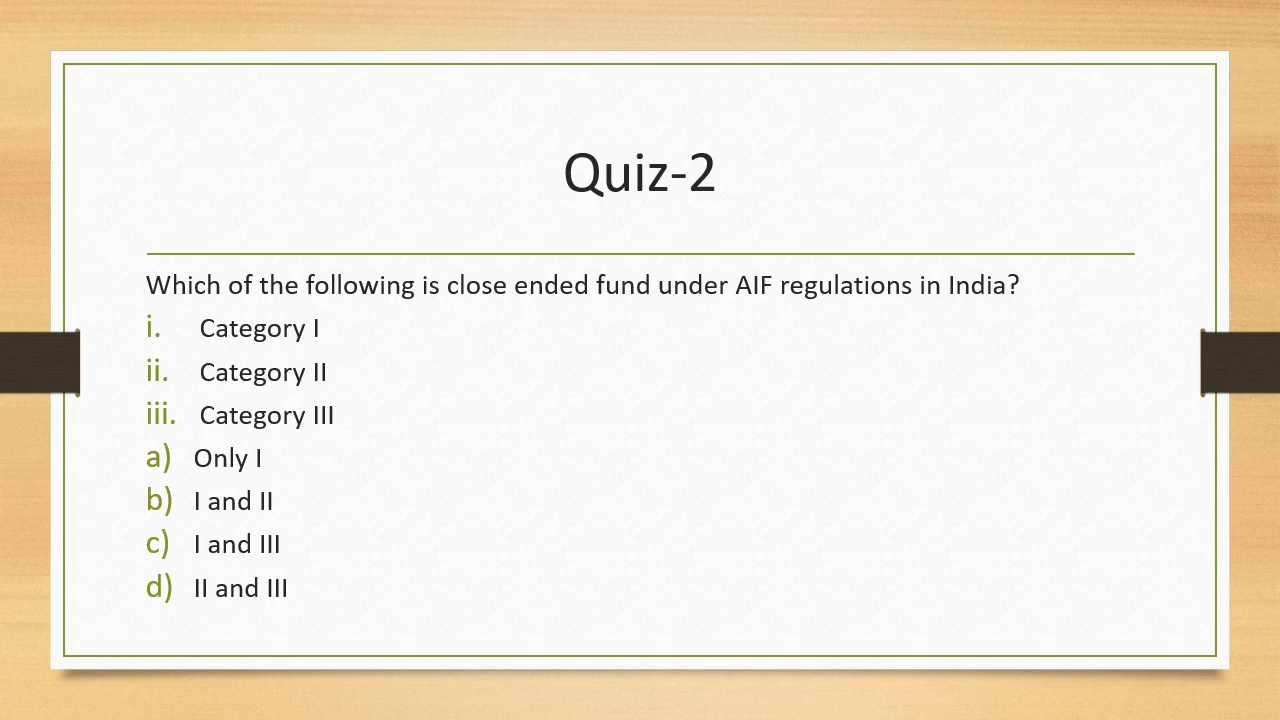 Quiz-2
Which of the following is close ended fund under AIF regulations in India?
i. Category I
ii. Category II
iii. Category III
a) Only I
b) I and II
c) I and III
d) II and III